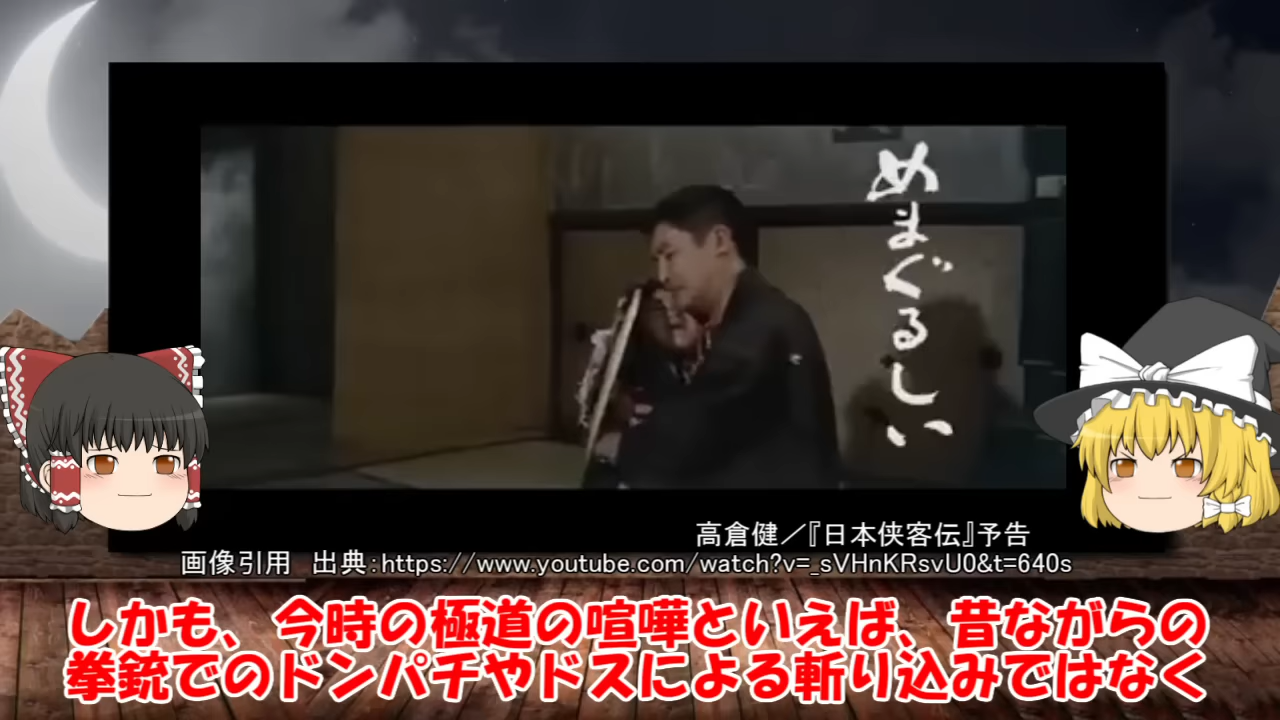 めまぐるしい
高倉健／『日本侠客伝』予告
画像引用　出典：https://www.youtube.com/watch?v=_sVHnKRsvU0&t=640s
しかも、今時の極道の喧嘩といえば、昔ながらの
拳銃でのドンパチやドスによる斬り込みではなく